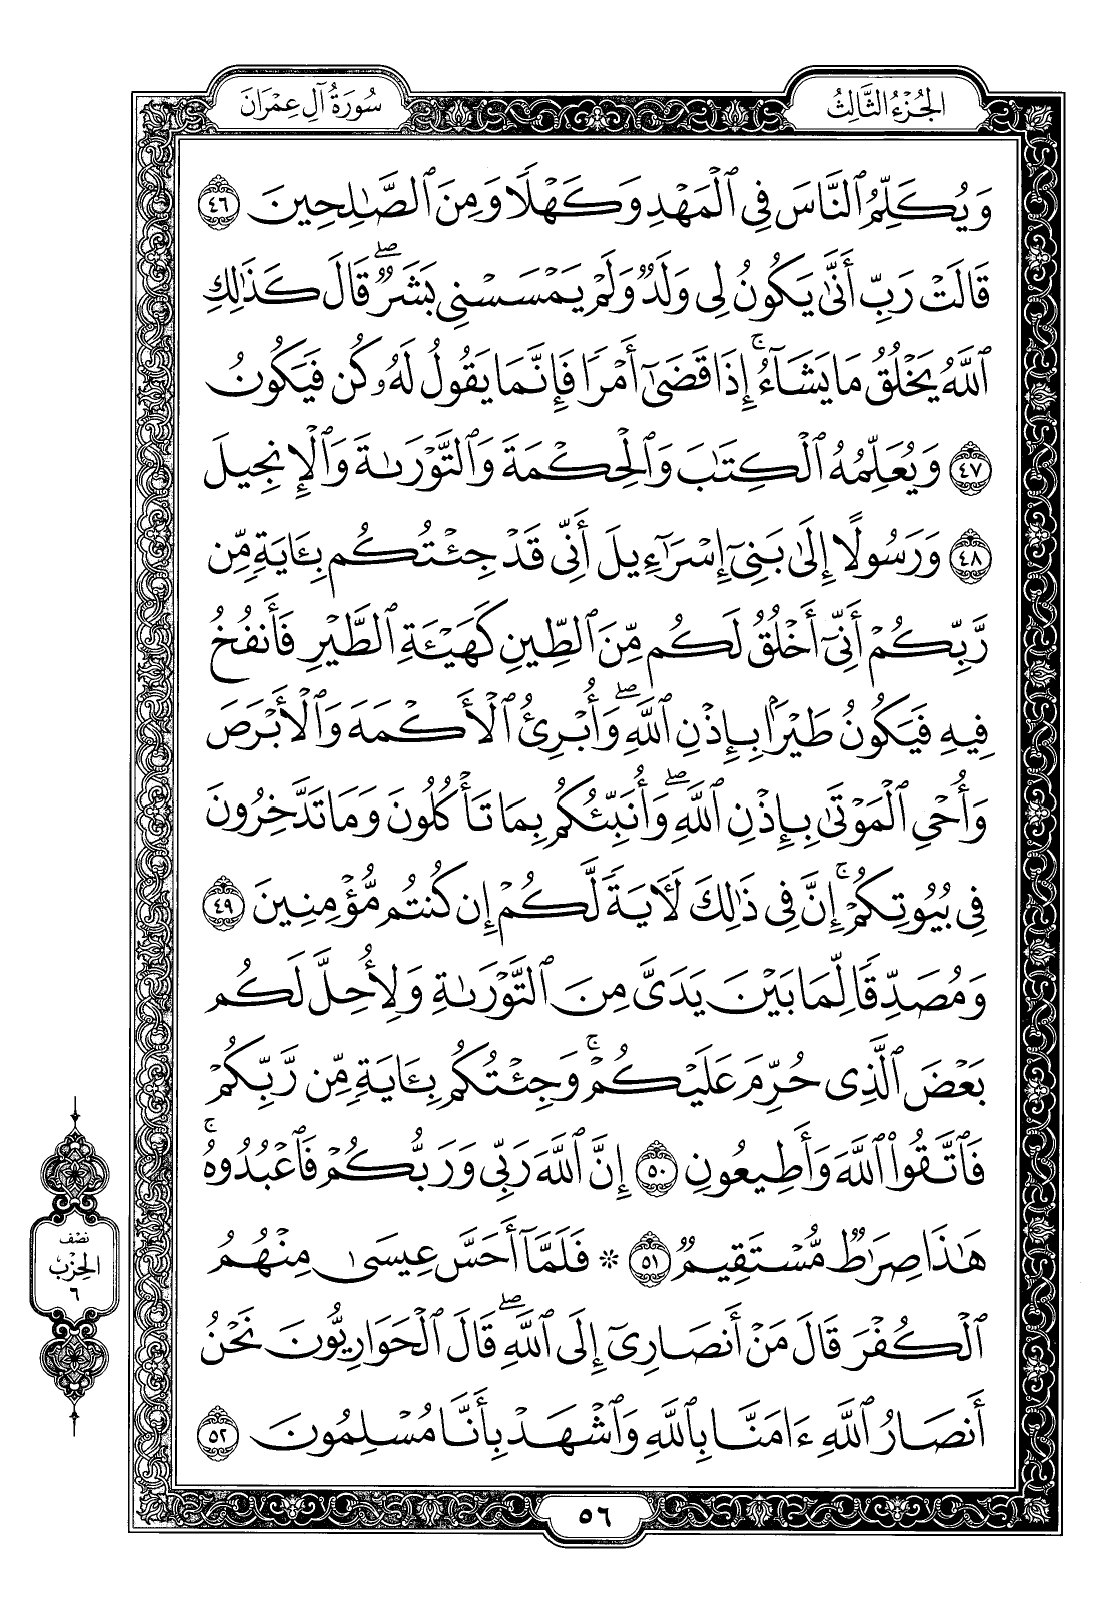 الجُزْءُ الثَّالِثُ
سُورَةُ آلِ عِمْرَانَ
وَيُكَلِّمُ ٱلنَّاسَ فِي ٱلْمَهْدِ وَكَهْلًا وَمِنَ ٱلصَّٰلِحِينَ ٤٦
قَالَتْ رَبِّ أَنَّىٰ يَكُونُ لِي وَلَدٌ وَلَمْ يَمْسَسْنِي بَشَرٌ ۖ قَالَ كَذَٰلِكِ
ٱللَّهُ يَخْلُقُ مَا يَشَآءُ ۚ إِذَا قَضَىٰٓ أَمْرًا فَإِنَّمَا يَقُولُ لَهُۥ كُن فَيَكُونُ
٤٧ وَيُعَلِّمُهُ ٱلْكِتَٰبَ وَٱلْحِكْمَةَ وَٱلتَّوْرَىٰةَ وَٱلْإِنجِيلَ
٤٨ وَرَسُولًا إِلَىٰ بَنِيٓ إِسْرَٰٓءِيلَ أَنِّي قَدْ جِئْتُكُم بِـَٔايَةٍ مِّن
رَّبِّكُمْ أَنِّيٓ أَخْلُقُ لَكُم مِّنَ ٱلطِّينِ كَهَيْـَٔةِ ٱلطَّيْرِ فَأَنفُخُ
فِيهِ فَيَكُونُ طَيْرًۢا بِإِذْنِ ٱللَّهِ ۖ وَأُبْرِئُ ٱلْأَكْمَهَ وَٱلْأَبْرَصَ
وَأُحْيِ ٱلْمَوْتَىٰ بِإِذْنِ ٱللَّهِ ۖ وَأُنَبِّئُكُم بِمَا تَأْكُلُونَ وَمَا تَدَّخِرُونَ
فِي بُيُوتِكُمْ ۚ إِنَّ فِي ذَٰلِكَ لَـَٔايَةً لَّكُمْ إِن كُنتُم مُّؤْمِنِينَ ٤٩
وَمُصَدِّقًا لِّمَا بَيْنَ يَدَيَّ مِنَ ٱلتَّوْرَىٰةِ وَلِأُحِلَّ لَكُم
بَعْضَ ٱلَّذِي حُرِّمَ عَلَيْكُمْ ۚ وَجِئْتُكُم بِـَٔايَةٍ مِّن رَّبِّكُمْ
فَٱتَّقُوا۟ ٱللَّهَ وَأَطِيعُونِ ٥٠ إِنَّ ٱللَّهَ رَبِّي وَرَبُّكُمْ فَٱعْبُدُوهُ ۚ
هَٰذَا صِرَٰطٌ مُّسْتَقِيمٌ ٥١ * فَلَمَّآ أَحَسَّ عِيسَىٰ مِنْهُمُ
ٱلْكُفْرَ قَالَ مَنْ أَنصَارِيٓ إِلَى ٱللَّهِ ۖ قَالَ ٱلْحَوَارِيُّونَ نَحْنُ
أَنصَارُ ٱللَّهِ ءَامَنَّا بِٱللَّهِ وَٱشْهَدْ بِأَنَّا مُسْلِمُونَ ٥٢
نصف
الحِزْب
٦
٥٦